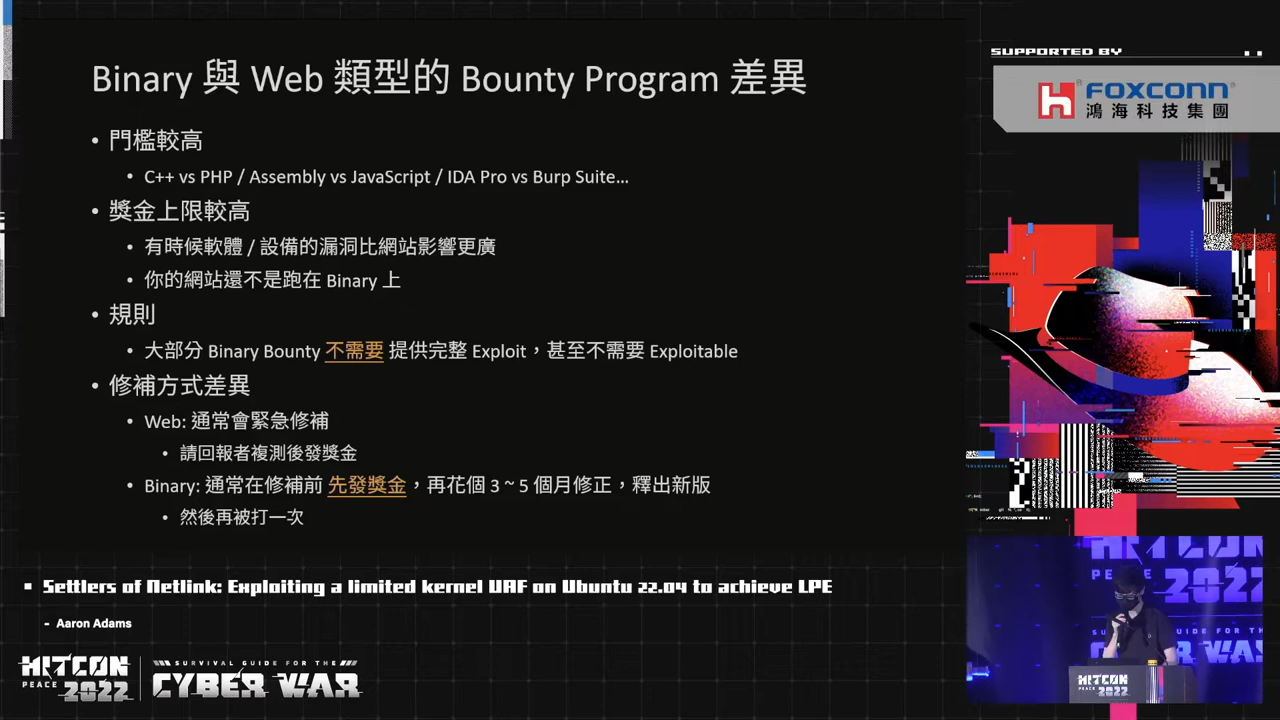 Binary 與 Web 類型的 Bounty Program 差異
• 門檻較高
• C++ vs PHP / Assembly vs JavaScript / IDA Pro vs Burp Suite...
• 獎金上限較高
• 有時候軟體 / 設備的漏洞比網站影響更廣
• 你的網站還不是跑在 Binary 上
• 規則
• 大部分 Binary Bounty 不需要 提供完整 Exploit，甚至不需要 Exploitable
• 修補方式差異
• Web: 通常會緊急修補
• 請回報者複測後發獎金
• Binary: 通常在修補前 先發獎金，再花個 3 ~ 5 個月修正，釋出新版
• 然後再被打一次
▪ Settlers of Netlink: Exploiting a limited kernel UAF on Ubuntu 22.04 to achieve LPE
- Aaron Adams
HITCON
PEACE 2022
SURVIVAL GUIDE FOR THE
CYBER WAR
SUPPORTED BY
FOXCONN®
鴻海科技集團
HITCON
PEACE 2022
HITCON
PEACE 2022